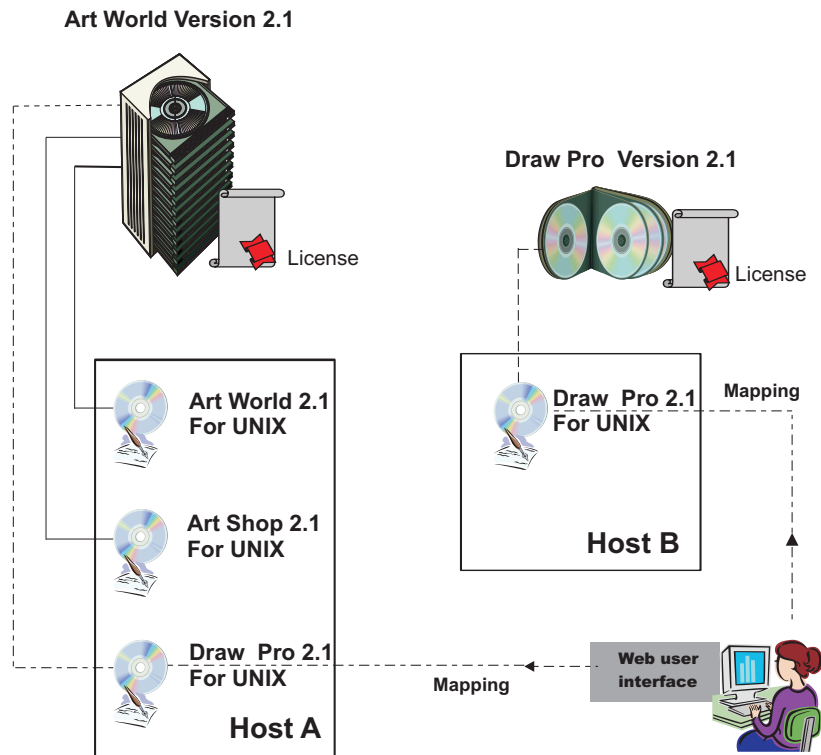 Art World Version 2.1
License
Draw Pro Version 2.1
License
Art World 2.1
For UNIX
Art Shop 2.1
For UNIX
Draw Pro 2.1
For UNIX
Host A
Draw Pro 2.1
For UNIX
Host B
Mapping
Mapping
Web user
interface